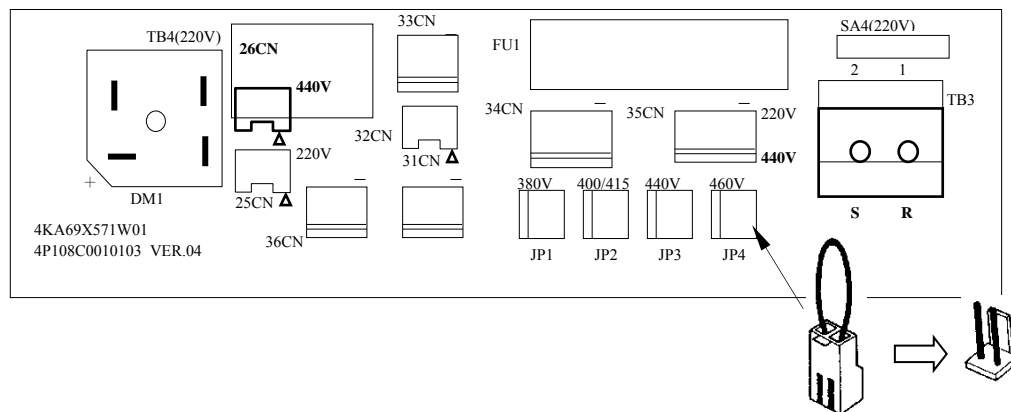 33CN
TB4(220V)
26CN
FU1
SA4(220V)
2 1
440V
TB3
34CN
35CN
220V
32CN
31CN
220V
440V
25CN
380V 400/415 440V 460V
+
DM1
36CN
S R
4KA69X571W01
4P108C0010103 VER.04
JP1 JP2 JP3 JP4